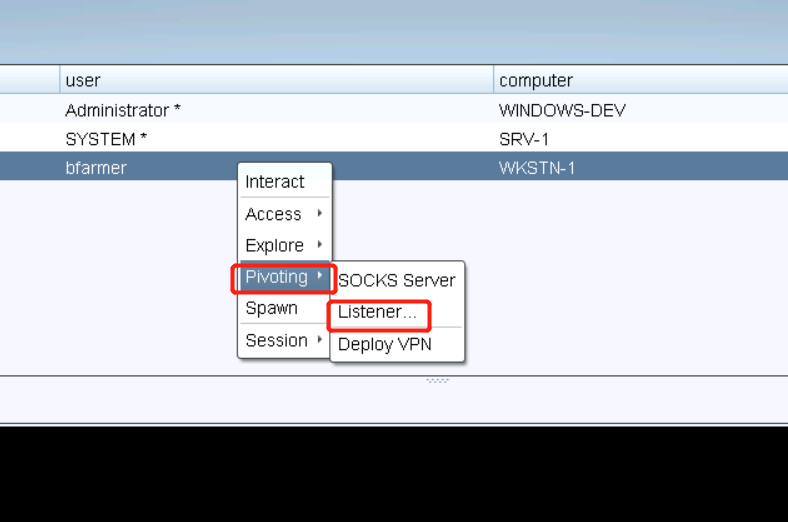 user computer
Administrator * WINDOWS-DEV
SYSTEM * SRV-1
bfarmer WKSTN-1
Interact
Access
Explore
Pivoting
Spawn
Session
SOCKS Server
Listener...
Deploy VPN